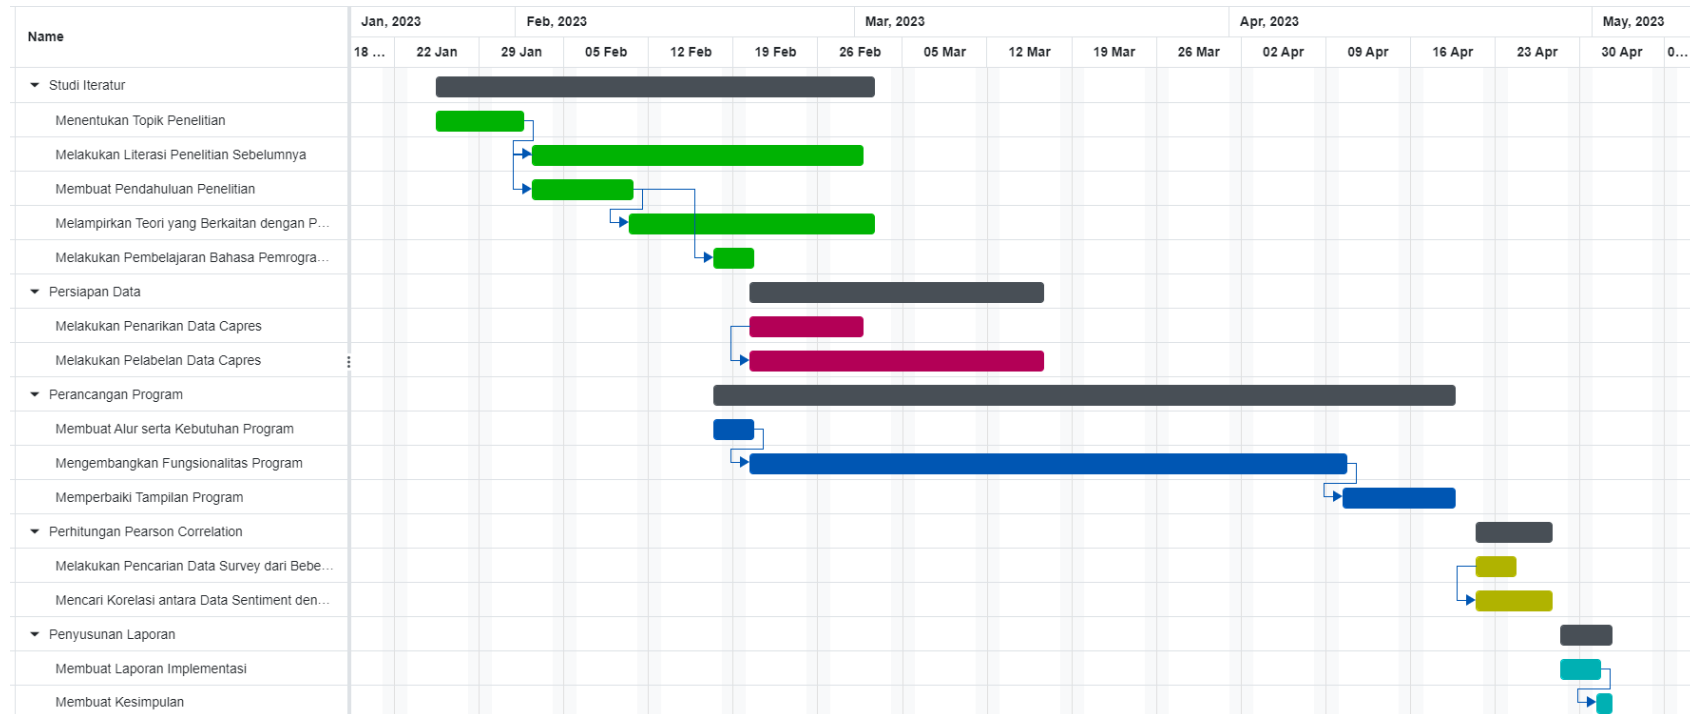 Name
Jan, 2023 Feb, 2023 Mar, 2023 Apr, 2023 May, 2023
18 ... 22 Jan 29 Jan 05 Feb 12 Feb 19 Feb 26 Feb 05 Mar 12 Mar 19 Mar 26 Mar 02 Apr 09 Apr 16 Apr 23 Apr 30 Apr 0...
Studi Iteratur
Menentukan Topik Penelitian
Melakukan Literasi Penelitian Sebelumnya
Membuat Pendahuluan Penelitian
Melampirkan Teori yang Berkaitan dengan P...
Melakukan Pembelajaran Bahasa Pemrogra...
Persiapan Data
Melakukan Penarikan Data Capres
Melakukan Pelabelan Data Capres
Perancangan Program
Membuat Alur serta Kebutuhan Program
Mengembangkan Fungsionalitas Program
Memperbaiki Tampilan Program
Perhitungan Pearson Correlation
Melakukan Pencarian Data Survey dari Bebe...
Mencari Korelasi antara Data Sentiment den...
Penyusunan Laporan
Membuat Laporan Implementasi
Membuat Kesimpulan